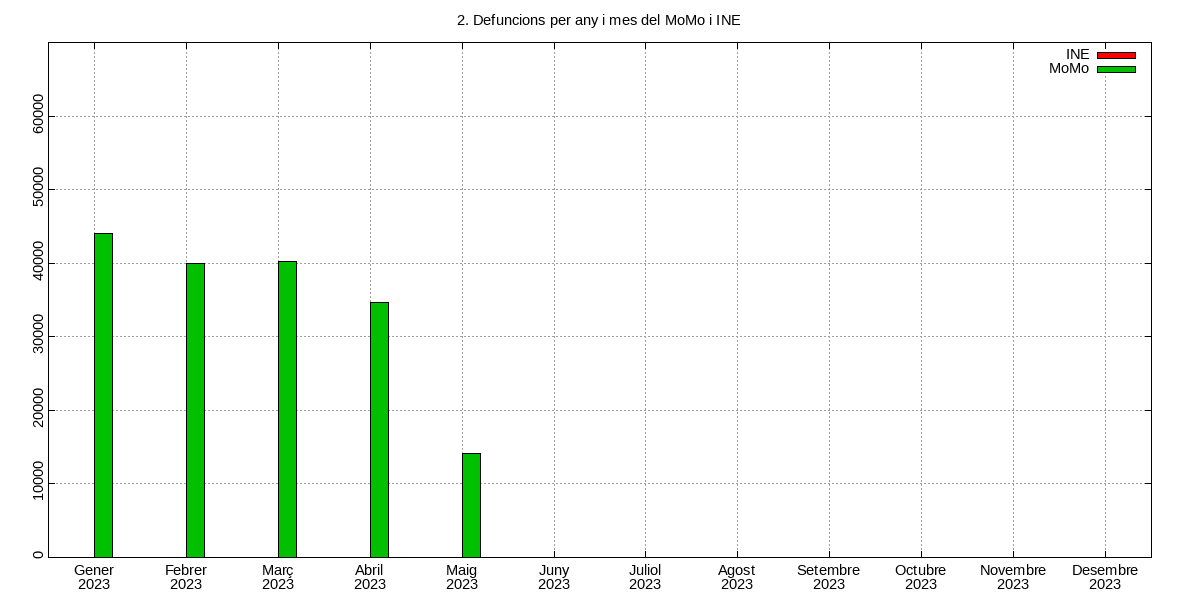 2. Defuncions per any i mes del MoMo i INE
INE
MoMo
60000
50000
40000
30000
20000
10000
0
Gener Febrer Març Abril Maig Juny Juliol Agost Setembre Octubre Novembre Desembre
2023 2023 2023 2023 2023 2023 2023 2023 2023 2023 2023 2023